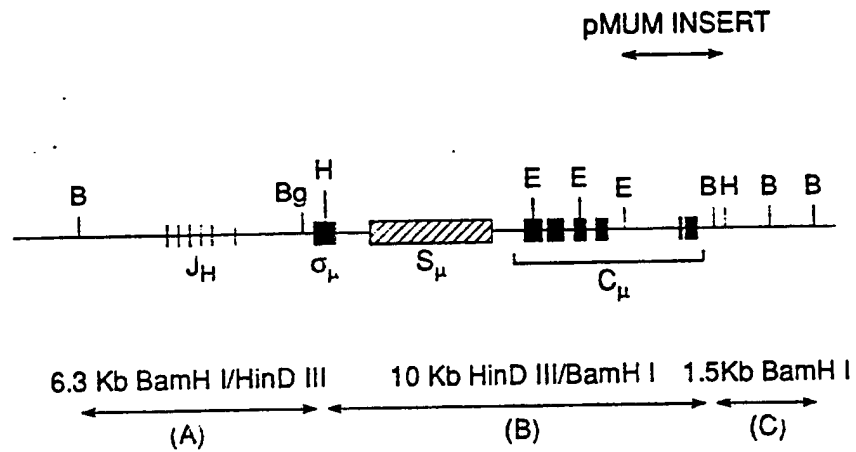 pMUM INSERT
B Bg H E E E B H B B
J_H σ_μ S_μ C_μ
6.3 Kb BamH I/HinD III 10 Kb HinD III/BamH I 1.5Kb BamH I
(A) (B) (C)